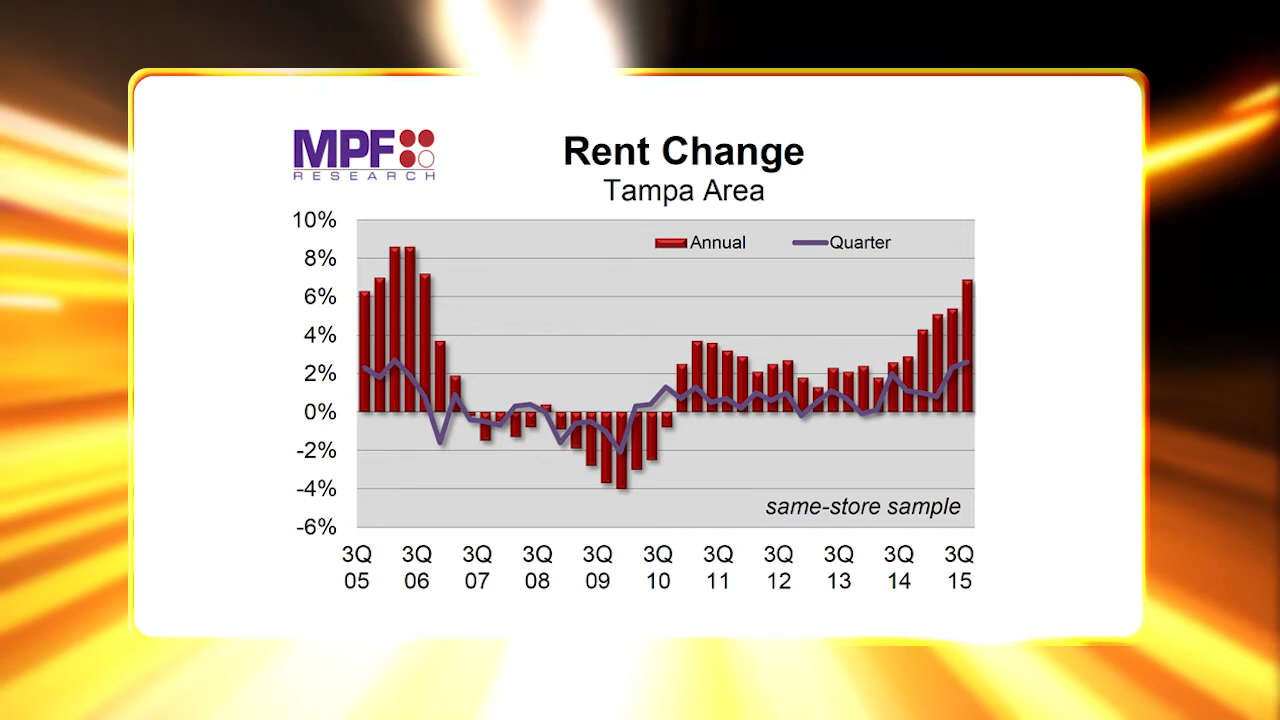 MPF
RESEARCH
Rent Change
Tampa Area
10%
8%
6%
4%
2%
0%
-2%
-4%
-6%
Annual
Quarter
same-store sample
3Q 3Q 3Q 3Q 3Q 3Q 3Q 3Q 3Q 3Q 3Q
05 06 07 08 09 10 11 12 13 14 15